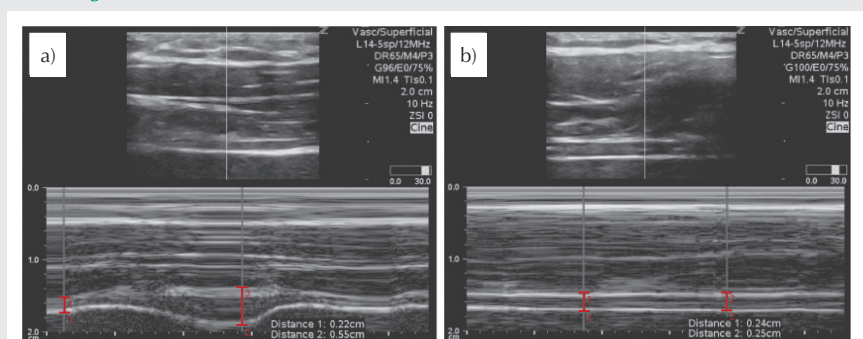 a)
Vasc/Superficial
L14-5sp/12MHz
DR65/M4/P3
G96/E0/75%
MI1.4 TIs0.1
2.0 cm
10 Hz
ZSI 0
Cine
0.0 30.0
0.0
1.0
2.0
cm
Distance 1: 0.22cm
Distance 2: 0.55cm
b)
Vasc/Superficial
L14-5sp/12MHz
DR65/M4/P3
G100/E0/75%
MI1.4 TIs0.1
2.0 cm
10 Hz
ZSI 0
Cine
0.0 30.0
0.0
1.0
2.0
cm
Distance 1: 0.24cm
Distance 2: 0.25cm